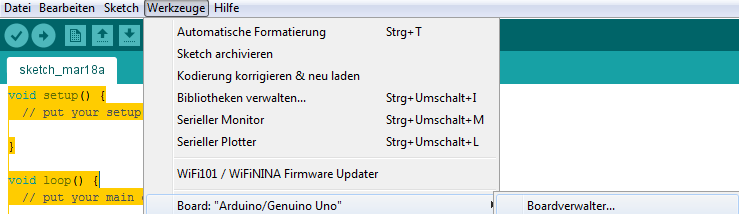 Datei Bearbeiten Sketch Werkzeuge Hilfe
sketch_mar18a
void setup() {
// put your setup
}
void loop() {
// put your main
Automatische Formatierung Strg+T
Sketch archivieren
Kodierung korrigieren & neu laden
Bibliotheken verwalten... Strg+Umschalt+I
Serieller Monitor Strg+Umschalt+M
Serieller Plotter Strg+Umschalt+L
WiFi101 / WiFiNINA Firmware Updater
Board: "Arduino/Genuino Uno"
Boardverwalter...